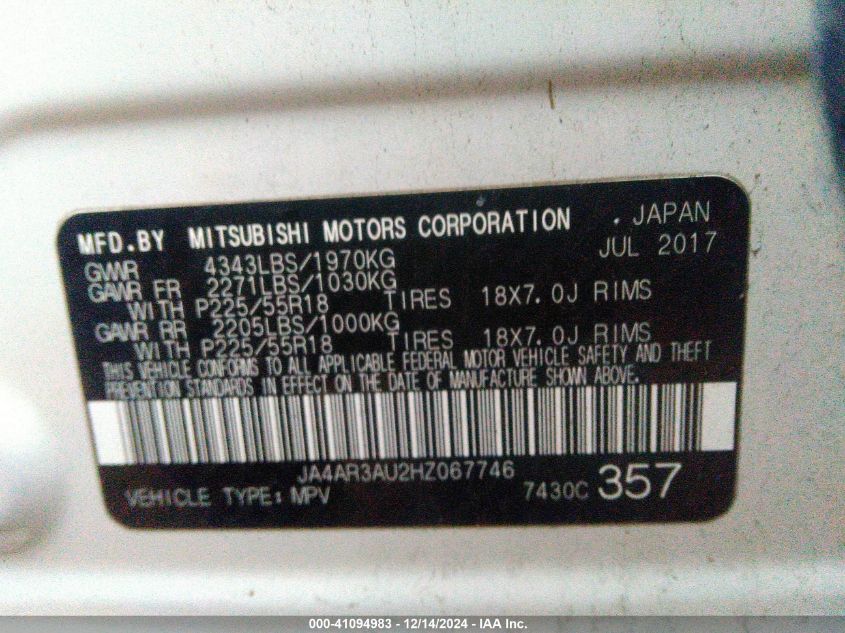 MFD.BY MITSUBISHI MOTORS CORPORATION . JAPAN
JUL 2017
GVWR 4343LBS/1970KG
GAWR FR 2271LBS/1030KG
WITH P225/55R18 TIRES 18X7.0J RIMS
GAWR RR 2205LBS/1000KG
WITH P225/55R18 TIRES 18X7.0J RIMS
THIS VEHICLE CONFORMS TO ALL APPLICABLE FEDERAL MOTOR VEHICLE SAFETY AND THEFT
PREVENTION STANDARDS IN EFFECT ON THE DATE OF MANUFACTURE SHOWN ABOVE.
JA4AR3AU2HZ067746
VEHICLE TYPE: MPV 7430C 357
000-41094983 - 12/14/2024 - IAA Inc.